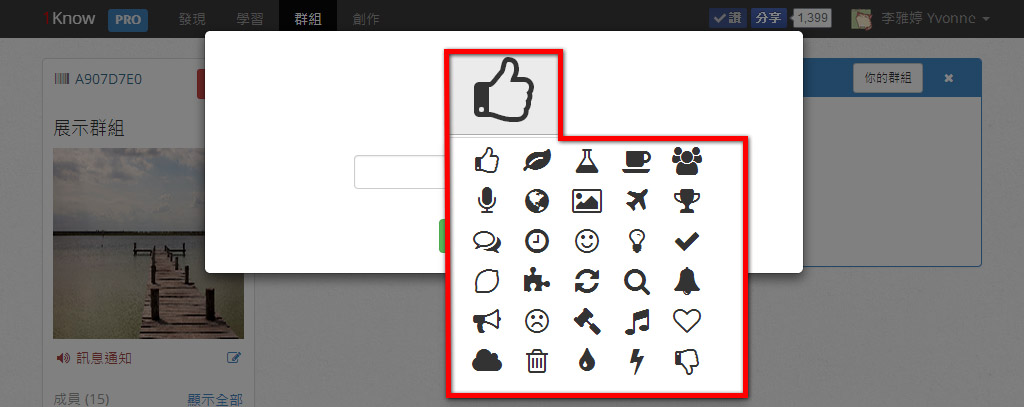 1Know PRO 發現 學習 群組 創作 讚 分享 1,399 李雅婷 Yvonne
A907D7E0
你的群組
展示群組
訊息通知
成員 (15) 顯示全部